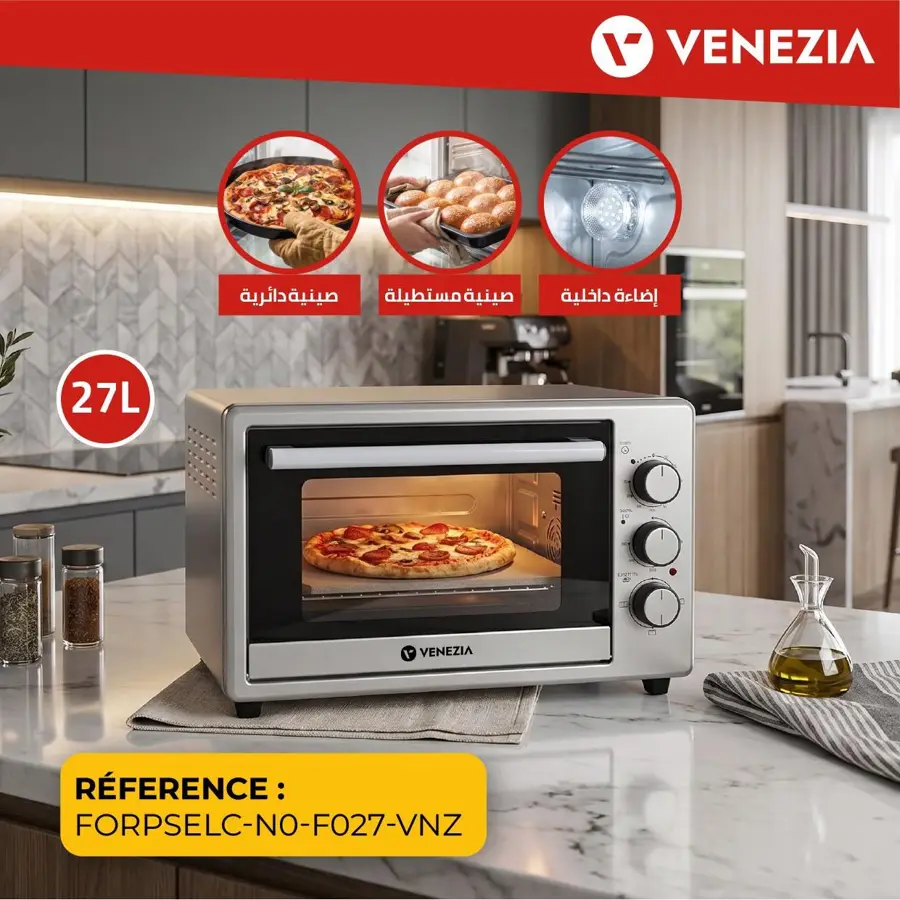 VENEZIA
صينية دائرية
صينية مستطيلة
إضاءة داخلية
27L
VENEZIA
RÉFERENCE :
FORPSELC-N0-F027-VNZ